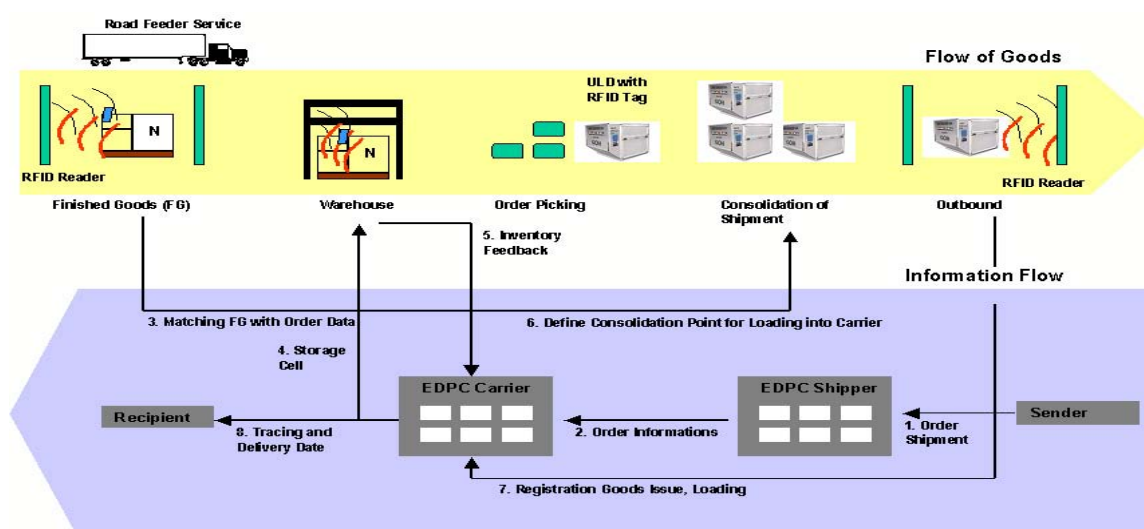 Road Feeder Service
Flow of Goods
ULD with
RFID Tag
N
N
RFID Reader
RFID Reader
Finished Goods (FG)
Warehouse
Order Picking
Consolidation of
Shipment
Outbound
5. Inventory
Feedback
Information Flow
3. Matching FG with Order Data
6. Define Consolidation Point for Loading into Carrier
4. Storage
Cell
EDPC Carrier
EDPC Shipper
Recipient
Sender
8. Tracing and
Delivery Date
2. Order Informations
1. Order
Shipment
7. Registration Goods Issue, Loading